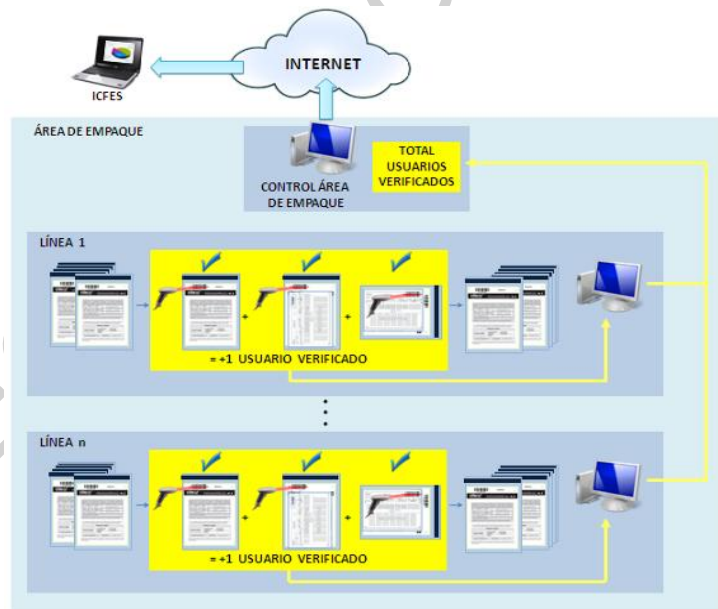 INTERNET
ICFES
ÁREA DE EMPAQUE
TOTAL
USUARIOS
VERIFICADOS
CONTROL ÁREA
DE EMPAQUE
LÍNEA 1
+
+
= +1 USUARIO VERIFICADO
LÍNEA n
+
+
= +1 USUARIO VERIFICADO